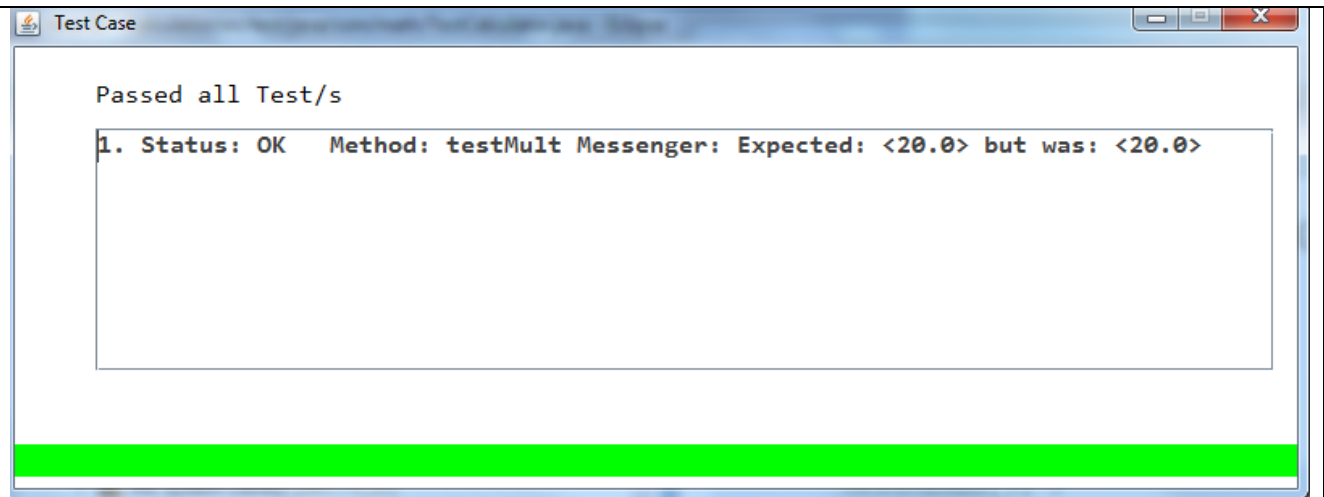 Test Case
Passed all Test/s
1. Status: OK   Method: testMult Messenger: Expected: <20.0> but was: <20.0>